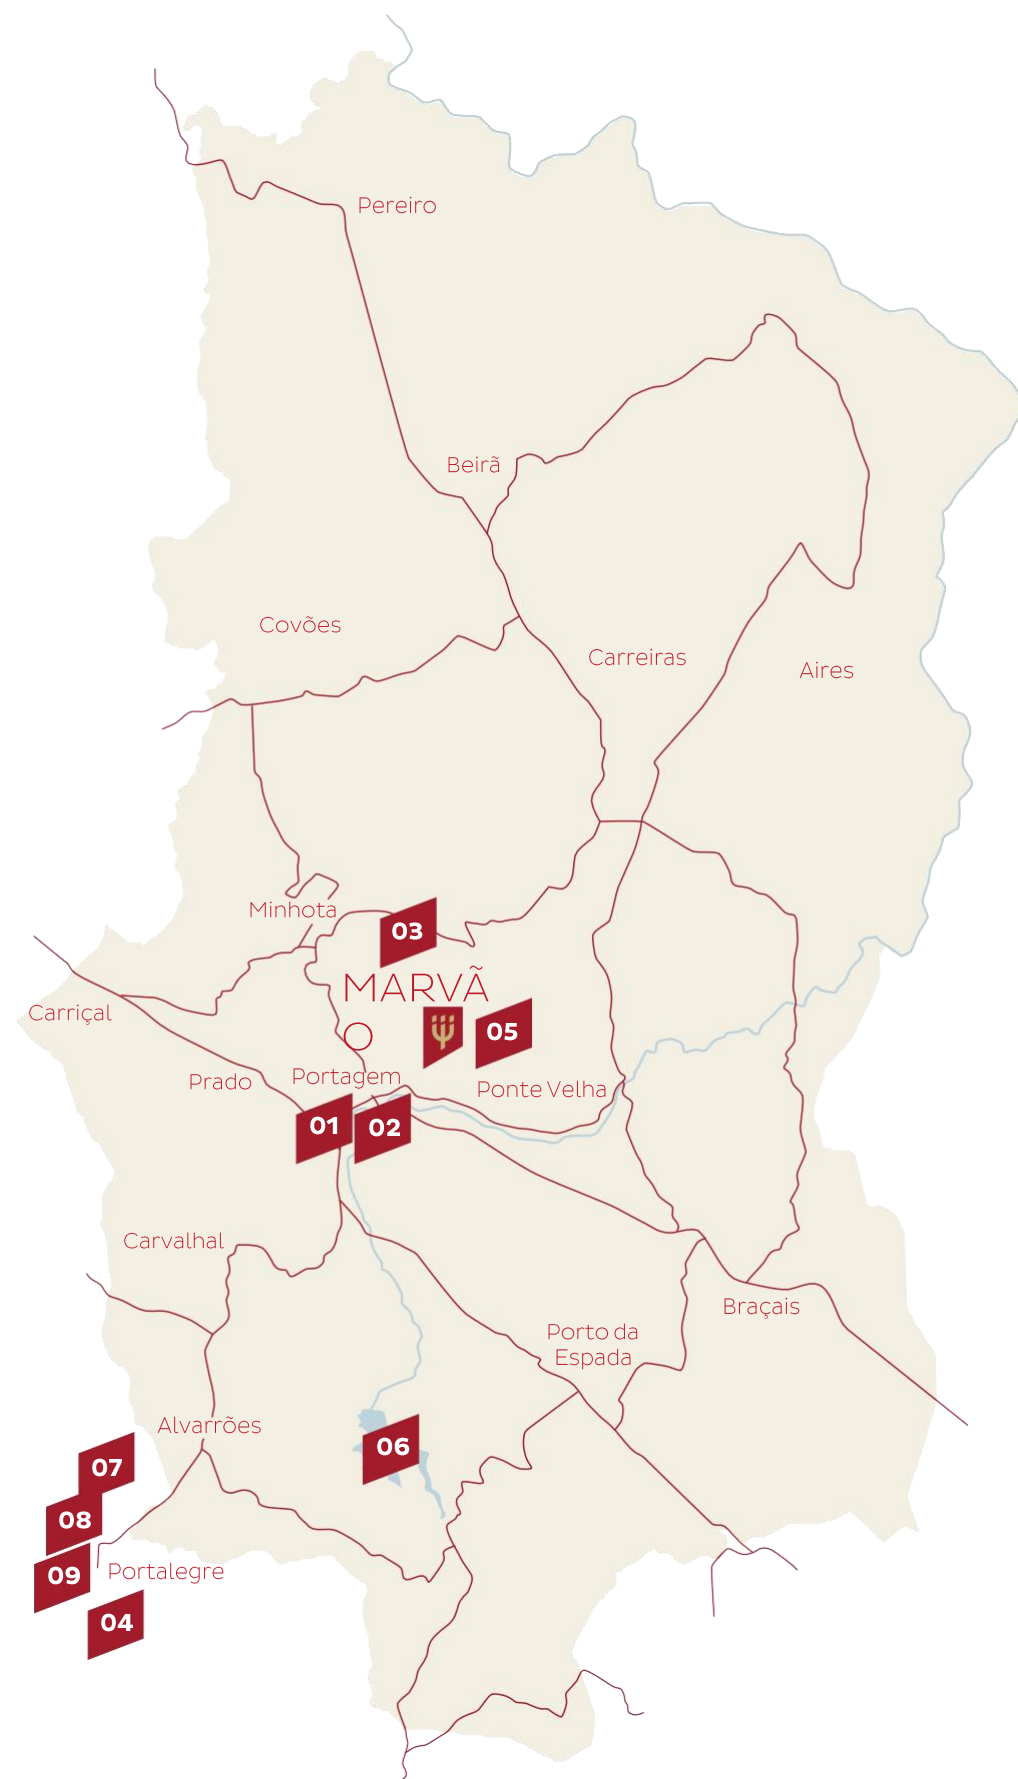 Pereiro
Beirã
Covões
Carreiras
Aires
Minhota
03
MARVÃ
Carriçal
05
Prado
Portagem
Ponte Velha
01
02
Carvalhal
Braçais
Porto da
Espada
Alvarrões
06
07
08
09
Portalegre
04